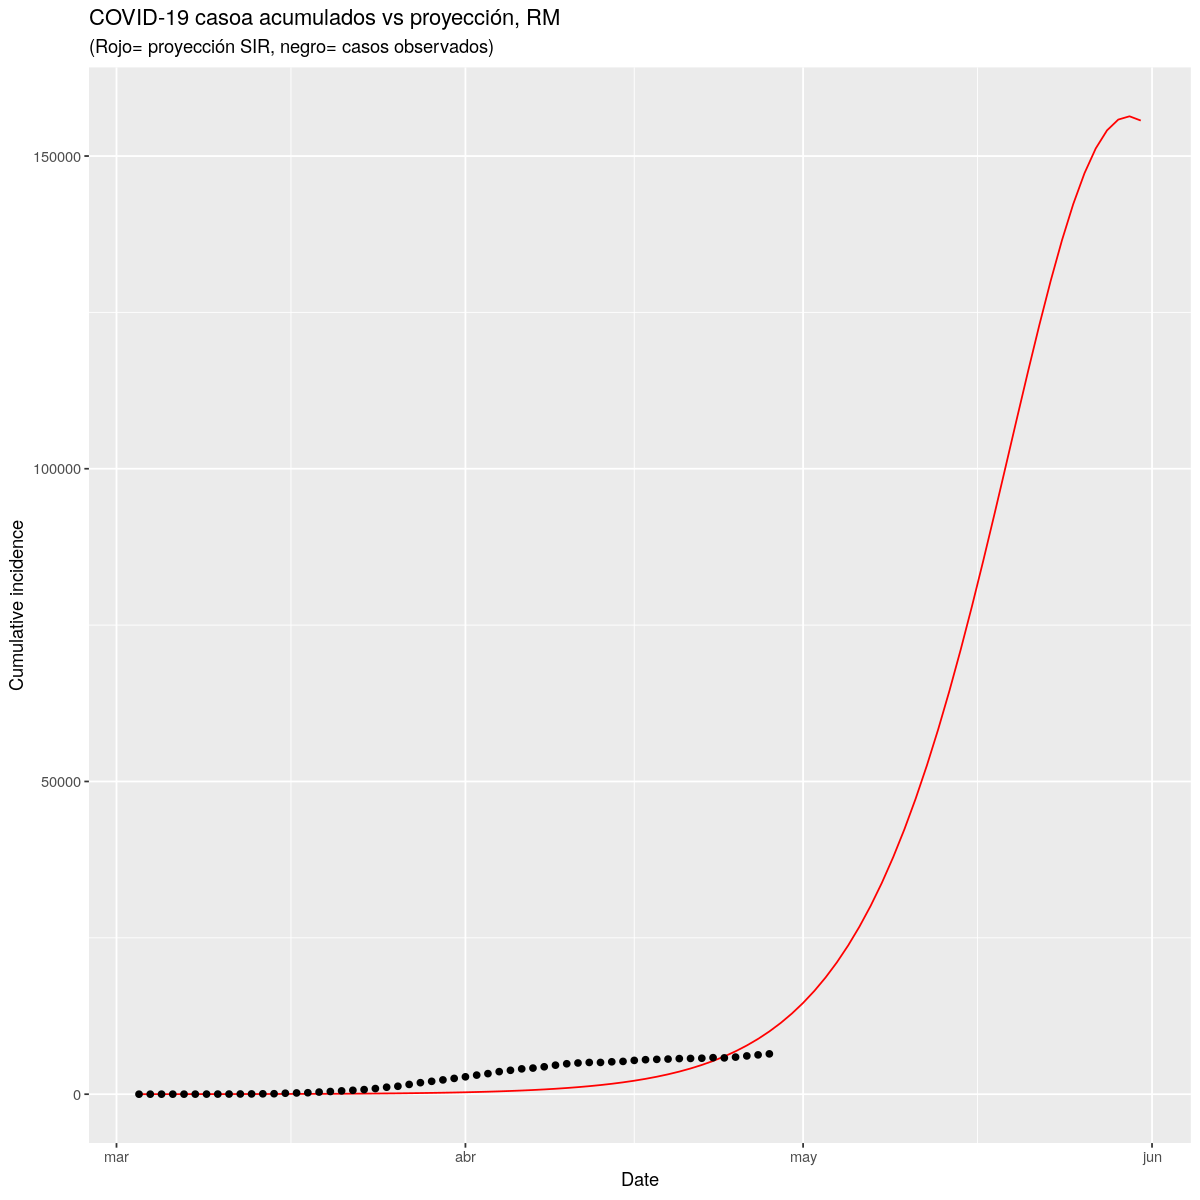 COVID-19 casoa acumulados vs proyección, RM
(Rojo= proyección SIR, negro= casos observados)
Cumulative incidence
150000
100000
50000
0
mar abr may jun
Date